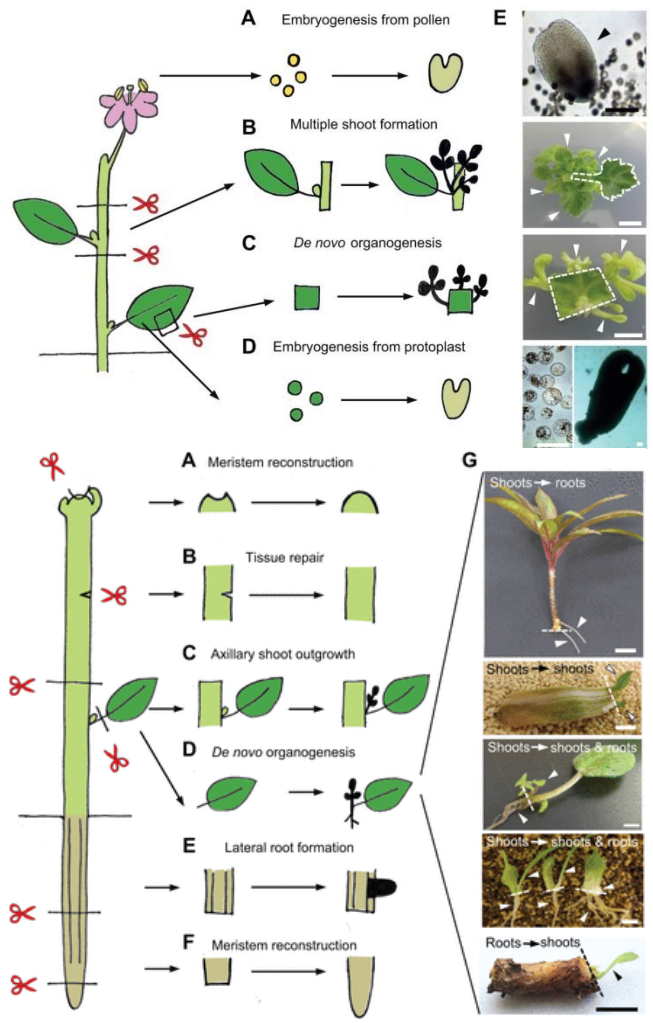 A
Embryogenesis from pollen
E
B
Multiple shoot formation
C
De novo organogenesis
D
Embryogenesis from protoplast
A
Meristem reconstruction
G
Shoots → roots
B
Tissue repair
C
Axillary shoot outgrowth
Shoots → shoots
D
De novo organogenesis
Shoots → shoots & roots
E
Lateral root formation
Shoots → shoots & roots
F
Meristem reconstruction
Roots → shoots